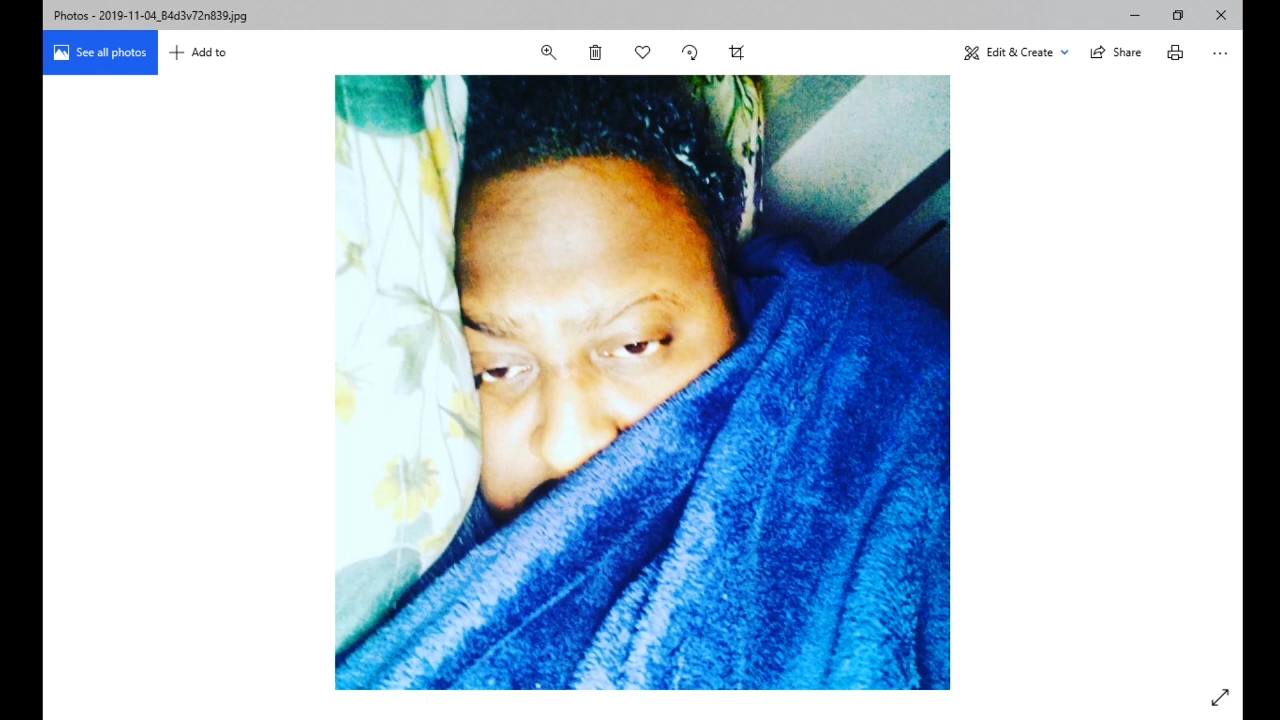 Photos - 2019-11-04_B4d3v72n839.jpg
See all photos
Add to
Edit & Create
Share